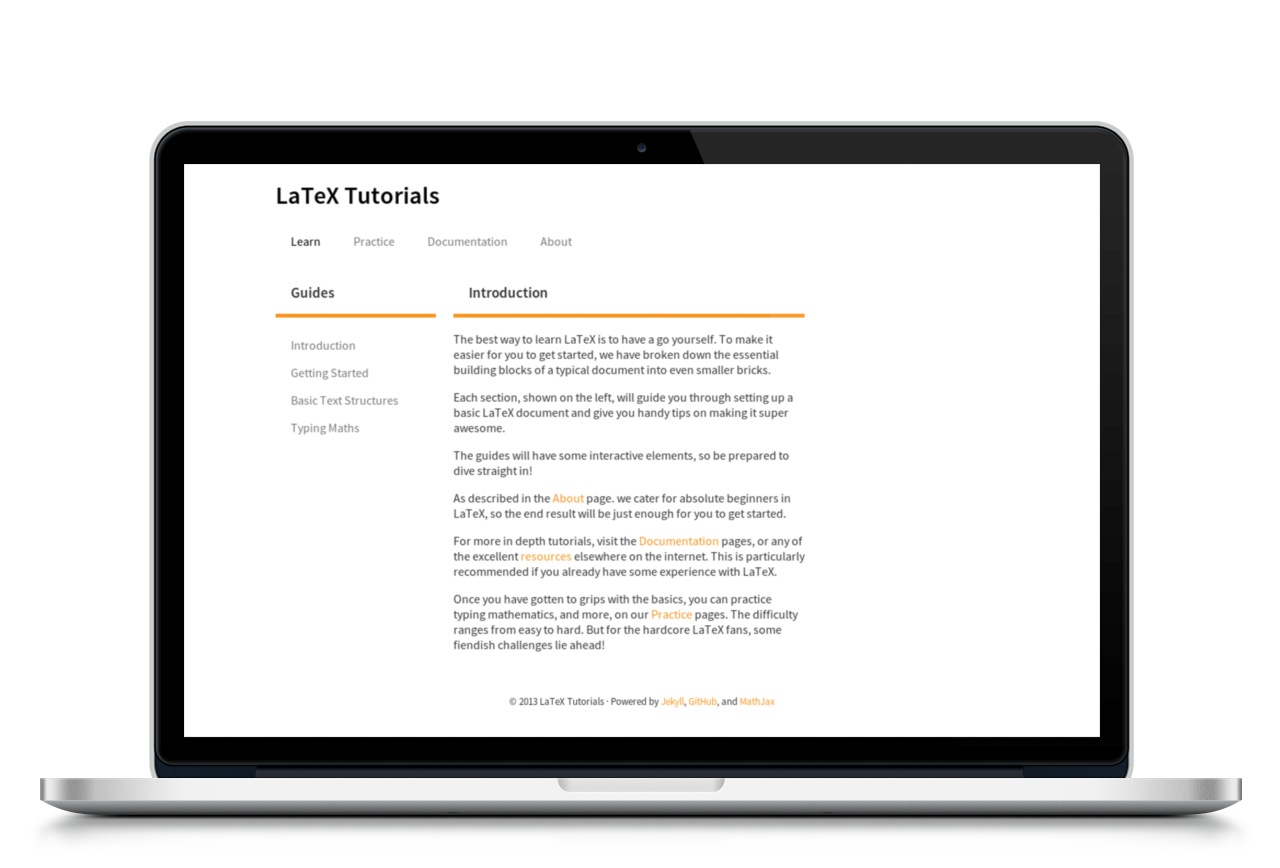 LaTeX Tutorials
Learn Practice Documentation About
Guides
Introduction
Getting Started
Basic Text Structures
Typing Maths
Introduction
The best way to learn LaTeX is to have a go yourself. To make it
easier for you to get started, we have broken down the essential
building blocks of a typical document into even smaller bricks.
Each section, shown on the left, will guide you through setting up a
basic LaTeX document and give you handy tips on making it super
awesome.
The guides will have some interactive elements, so be prepared to
dive straight in!
As described in the About page. we cater for absolute beginners in
LaTeX, so the end result will be just enough for you to get started.
For more in depth tutorials, visit the Documentation pages, or any of
the excellent resources elsewhere on the internet. This is particularly
recommended if you already have some experience with LaTeX.
Once you have gotten to grips with the basics, you can practice
typing mathematics, and more, on our Practice pages. The difficulty
ranges from easy to hard. But for the hardcore LaTeX fans, some
fiendish challenges lie ahead!
© 2013 LaTeX Tutorials · Powered by Jekyll, GitHub, and MathJax